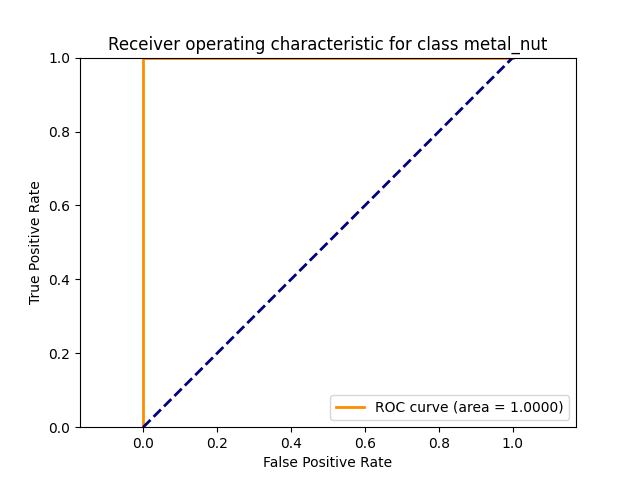 Receiver operating characteristic for class metal_nut
True Positive Rate
1.0
0.8
0.6
0.4
0.2
0.0
ROC curve (area = 1.0000)
0.0 0.2 0.4 0.6 0.8 1.0
False Positive Rate